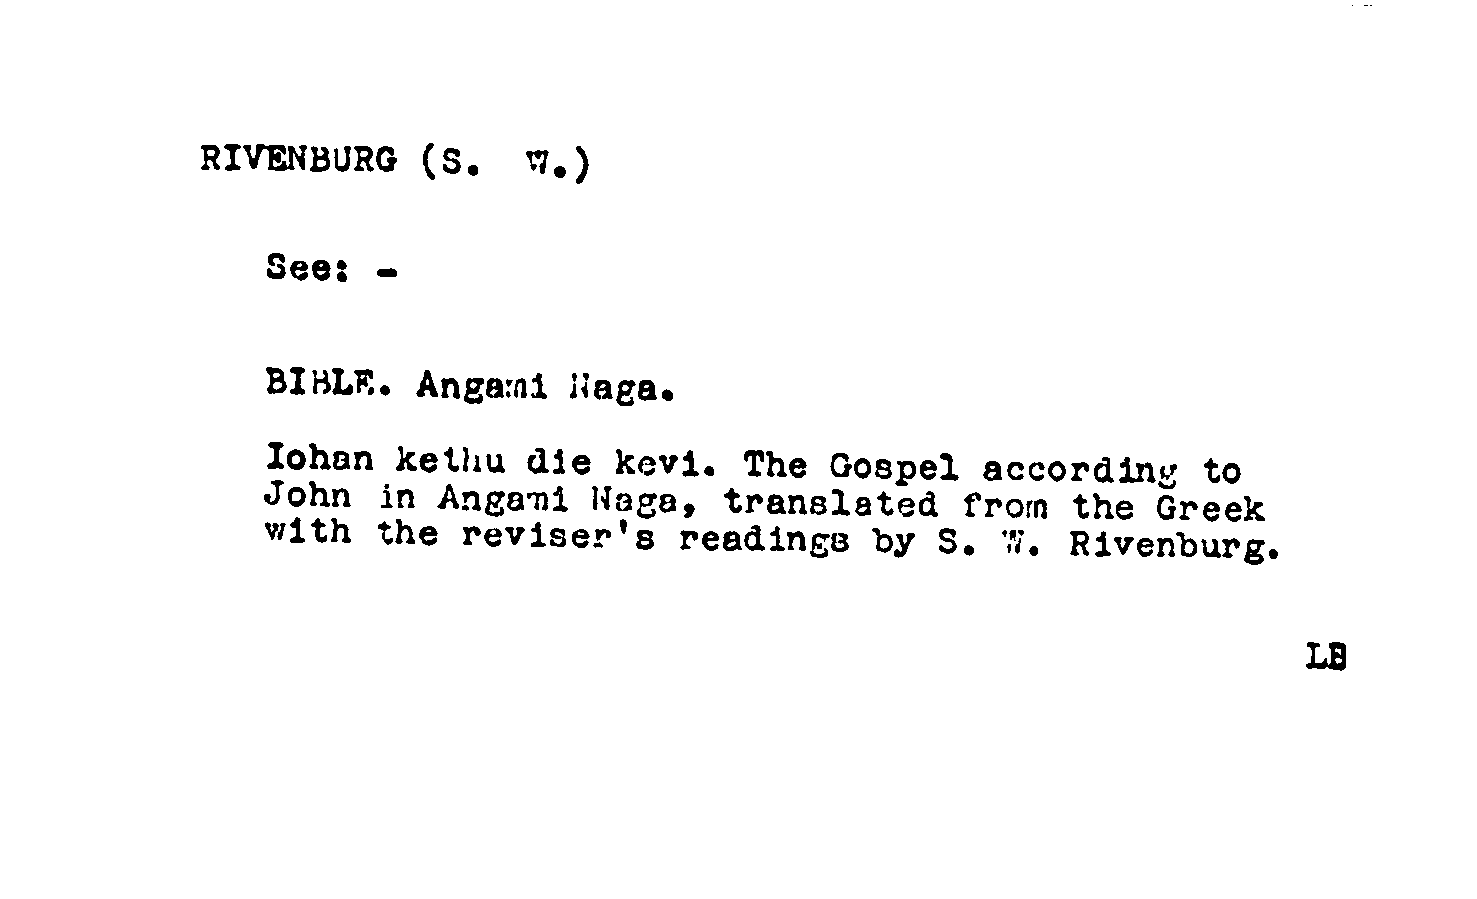 RIVENBURG (S. W.)
See: -
BIBLE. Angami Naga.
Iohan kethu die kevi. The Gospel according to
John in Angami Naga, translated from the Greek
with the reviser's readings by S. W. Rivenburg.
LB